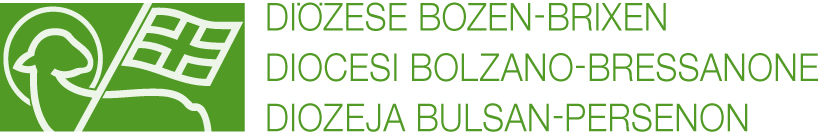 DIÖZESE BOZEN-BRIXEN
DIOCESI BOLZANO-BRESSANONE
DIOZEJA BULSAN-PERSENON